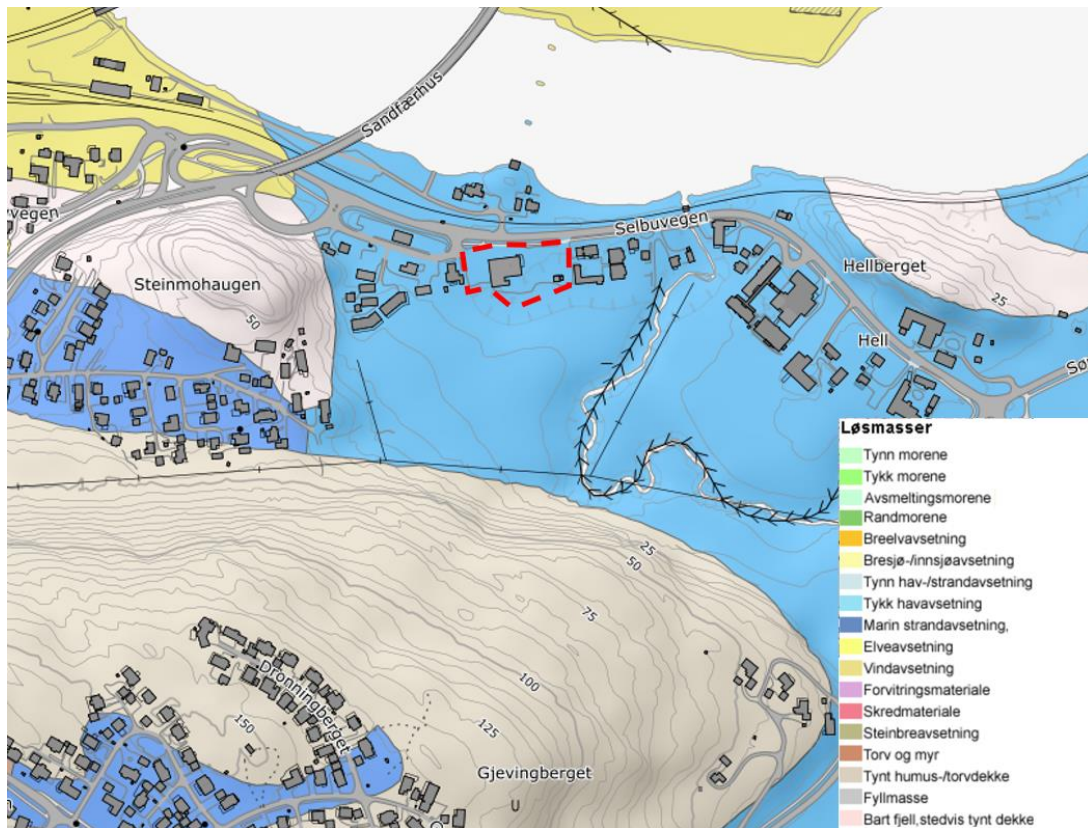 Sandfærhus
vegen
Steinmohaugen
50
Selbuvegen
Hellberget
25
Hell
Sø
25
50
75
100
125
150
Dronningberget
Gjevingberget
Løsmasser
Tynn morene
Tykk morene
Avsmeltingsmorene
Randmorene
Breelvavsetning
Bresjø-/innsjøavsetning
Tynn hav-/strandavsetning
Tykk havavsetning
Marin strandavsetning,
Elveavsetning
Vindavsetning
Forvitringsmateriale
Skredmateriale
Steinbreavsetning
Torv og myr
Tynt humus-/torvdekke
Fyllmasse
Bart fjell,stedvis tynt dekke